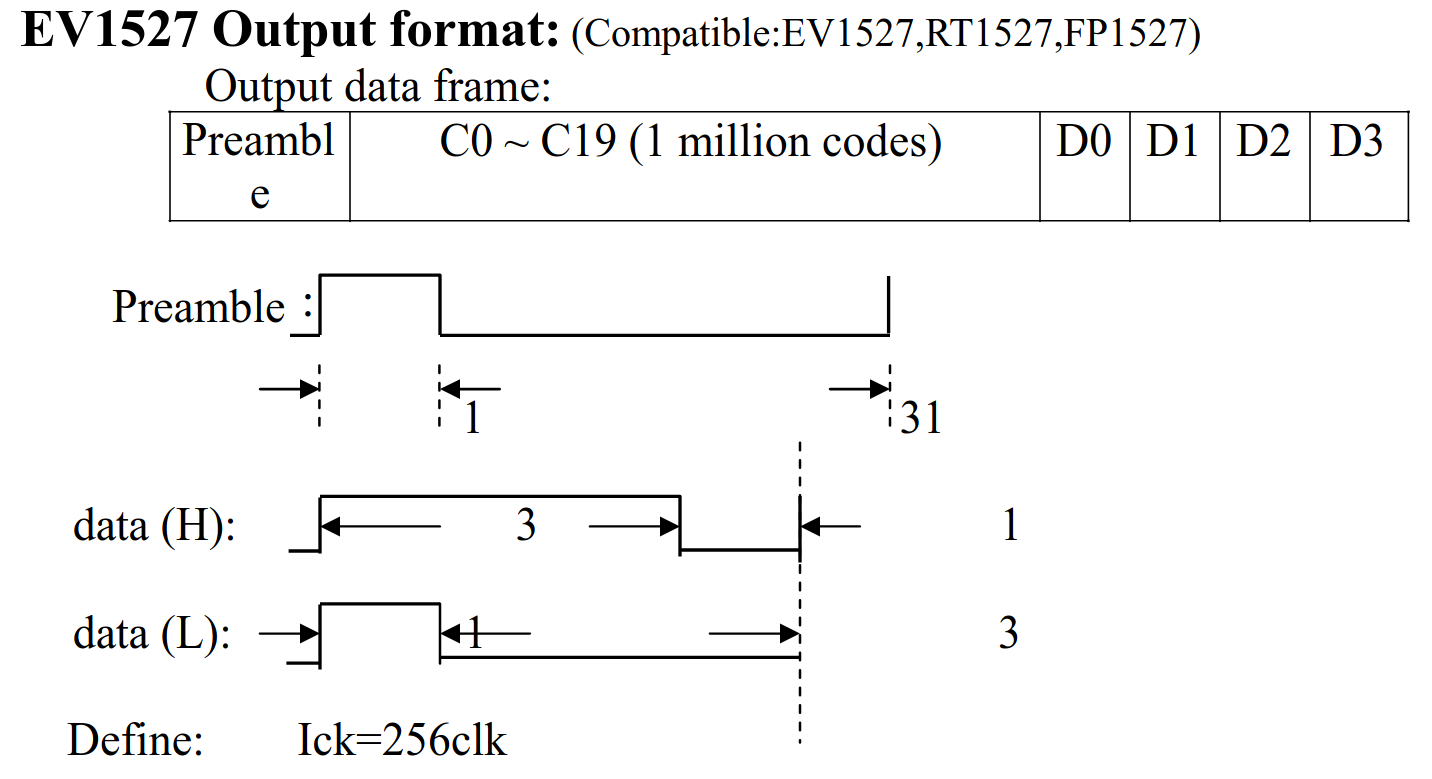 EV1527 Output format: (Compatible:EV1527,RT1527,FP1527)
Output data frame:
Preambl
e
C0 ~ C19 (1 million codes)
D0
D1
D2
D3
Preamble :
1
31
data (H):
3
1
data (L):
1
3
Define: Ick=256clk